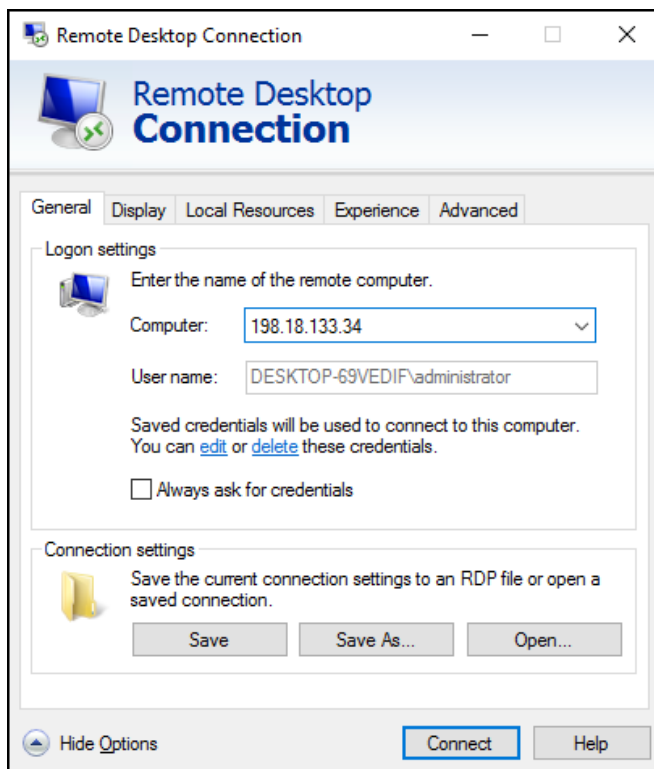 Remote Desktop Connection
Remote Desktop
Connection
General Display Local Resources Experience Advanced
Logon settings
Enter the name of the remote computer.
Computer: 198.18.133.34
User name: DESKTOP-69VEDIF\administrator
Saved credentials will be used to connect to this computer.
You can edit or delete these credentials.
Always ask for credentials
Connection settings
Save the current connection settings to an RDP file or open a
saved connection.
Save Save As... Open...
Hide Options Connect Help